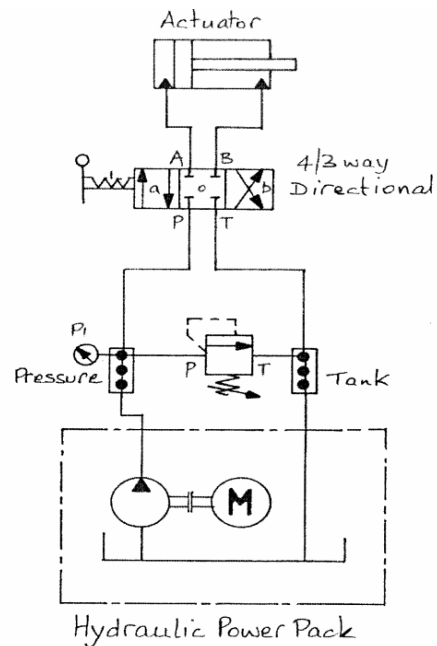 Actuator
A B
4/3 way
Directional
a o b
P T
P1
P T
Pressure
Tank
M
Hydraulic Power Pack